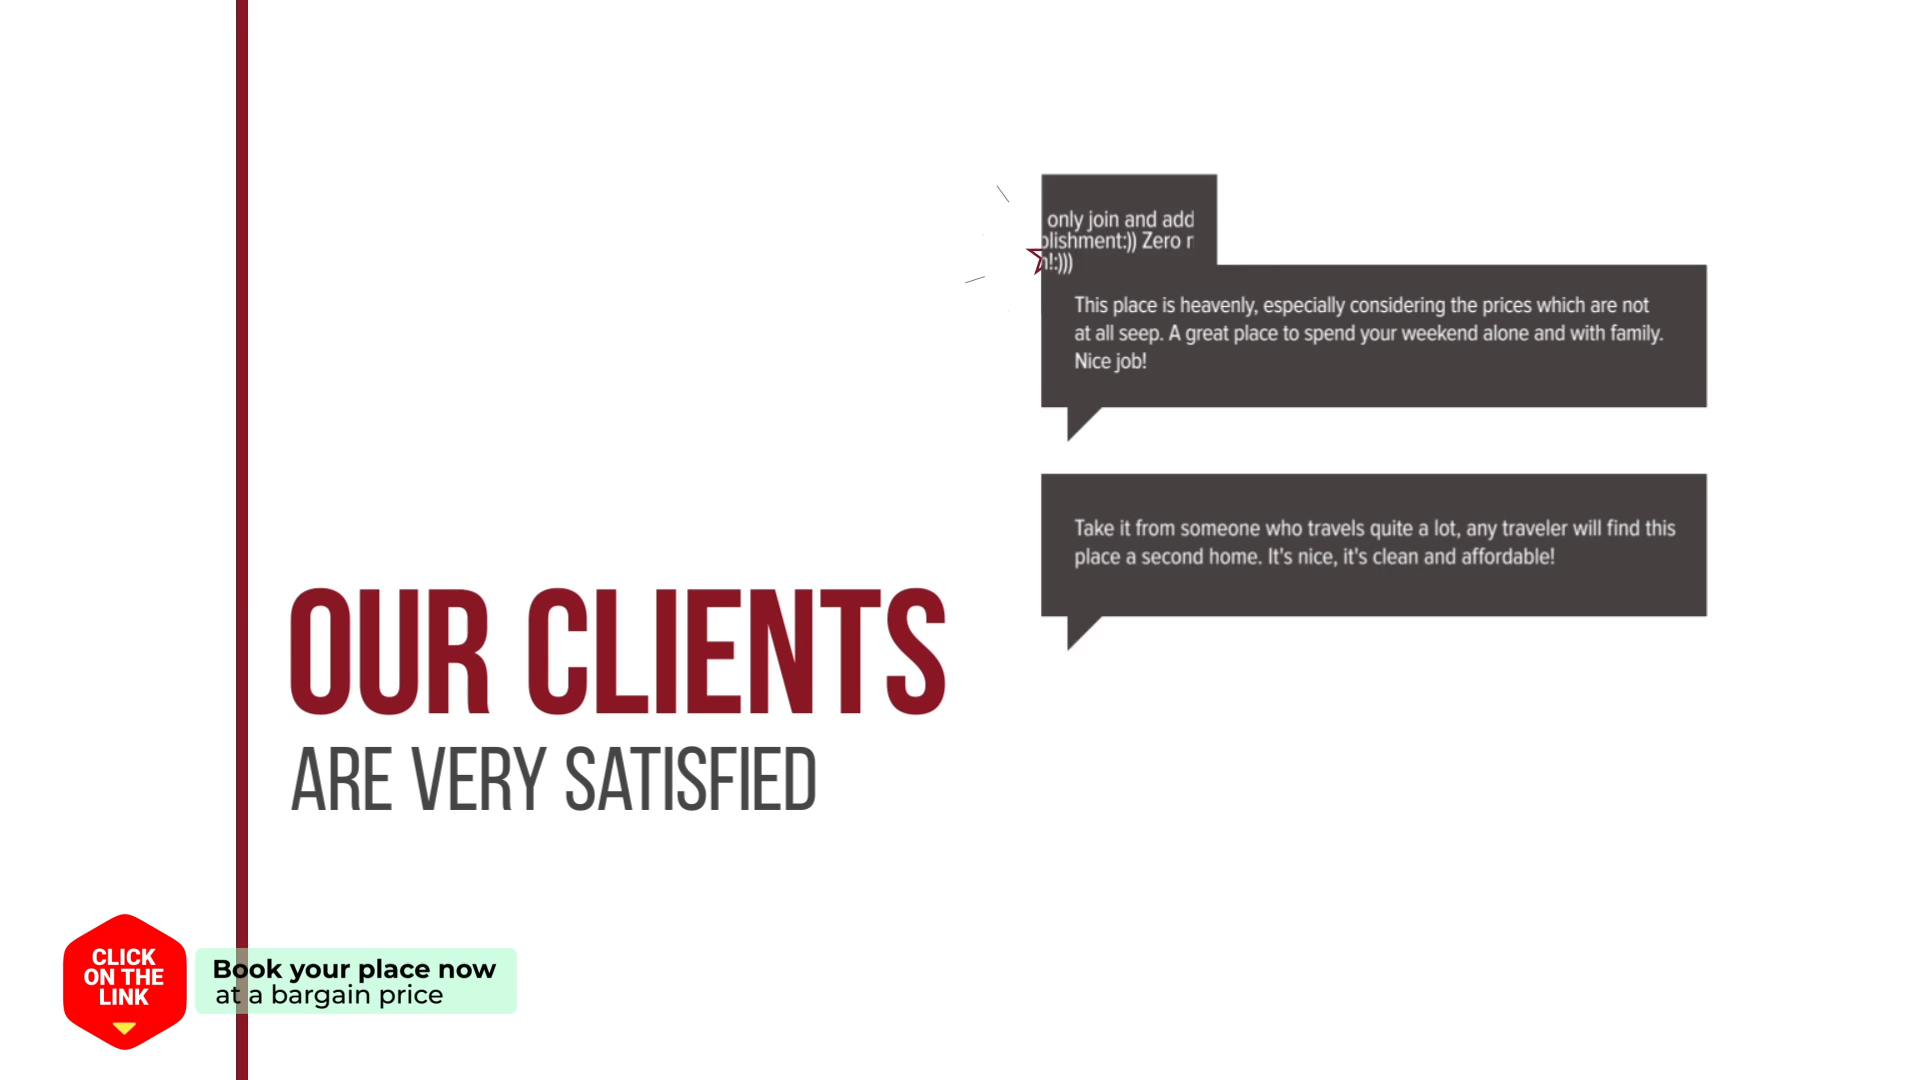 OUR CLIENTS
ARE VERY SATISFIED
only join and add
Zero
This place is heavenly, especially considering the prices which are not
at all seep. A great place to spend your weekend alone and with family.
Nice job!
Take it from someone who travels quite a lot, any traveler will find this
place a second home. It's nice, it's clean and affordable!
CLICK
ON THE
LINK
Book your place now
at a bargain price